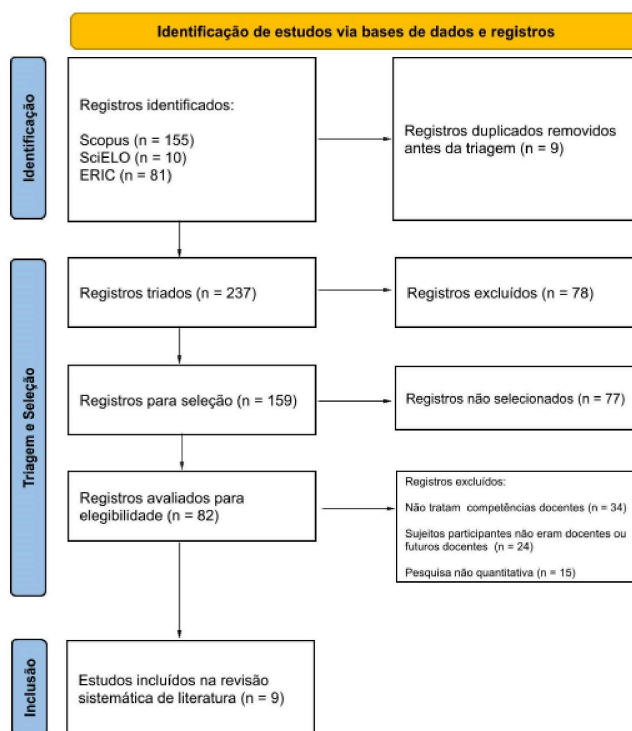 Identificação de estudos via bases de dados e registros
Identificação
Registros identificados:
Scopus (n = 155)
SciELO (n = 10)
ERIC (n = 81)
Registros duplicados removidos
antes da triagem (n = 9)
Triagem e Seleção
Registros triados (n = 237)
Registros excluídos (n = 78)
Registros para seleção (n = 159)
Registros não selecionados (n = 77)
Registros avaliados para
elegibilidade (n = 82)
Registros excluídos:
Não tratam competências docentes (n = 34)
Sujeitos participantes não eram docentes ou
futuros docentes (n = 24)
Pesquisa não quantitativa (n = 15)
Inclusão
Estudos incluídos na revisão
sistemática de literatura (n = 9)